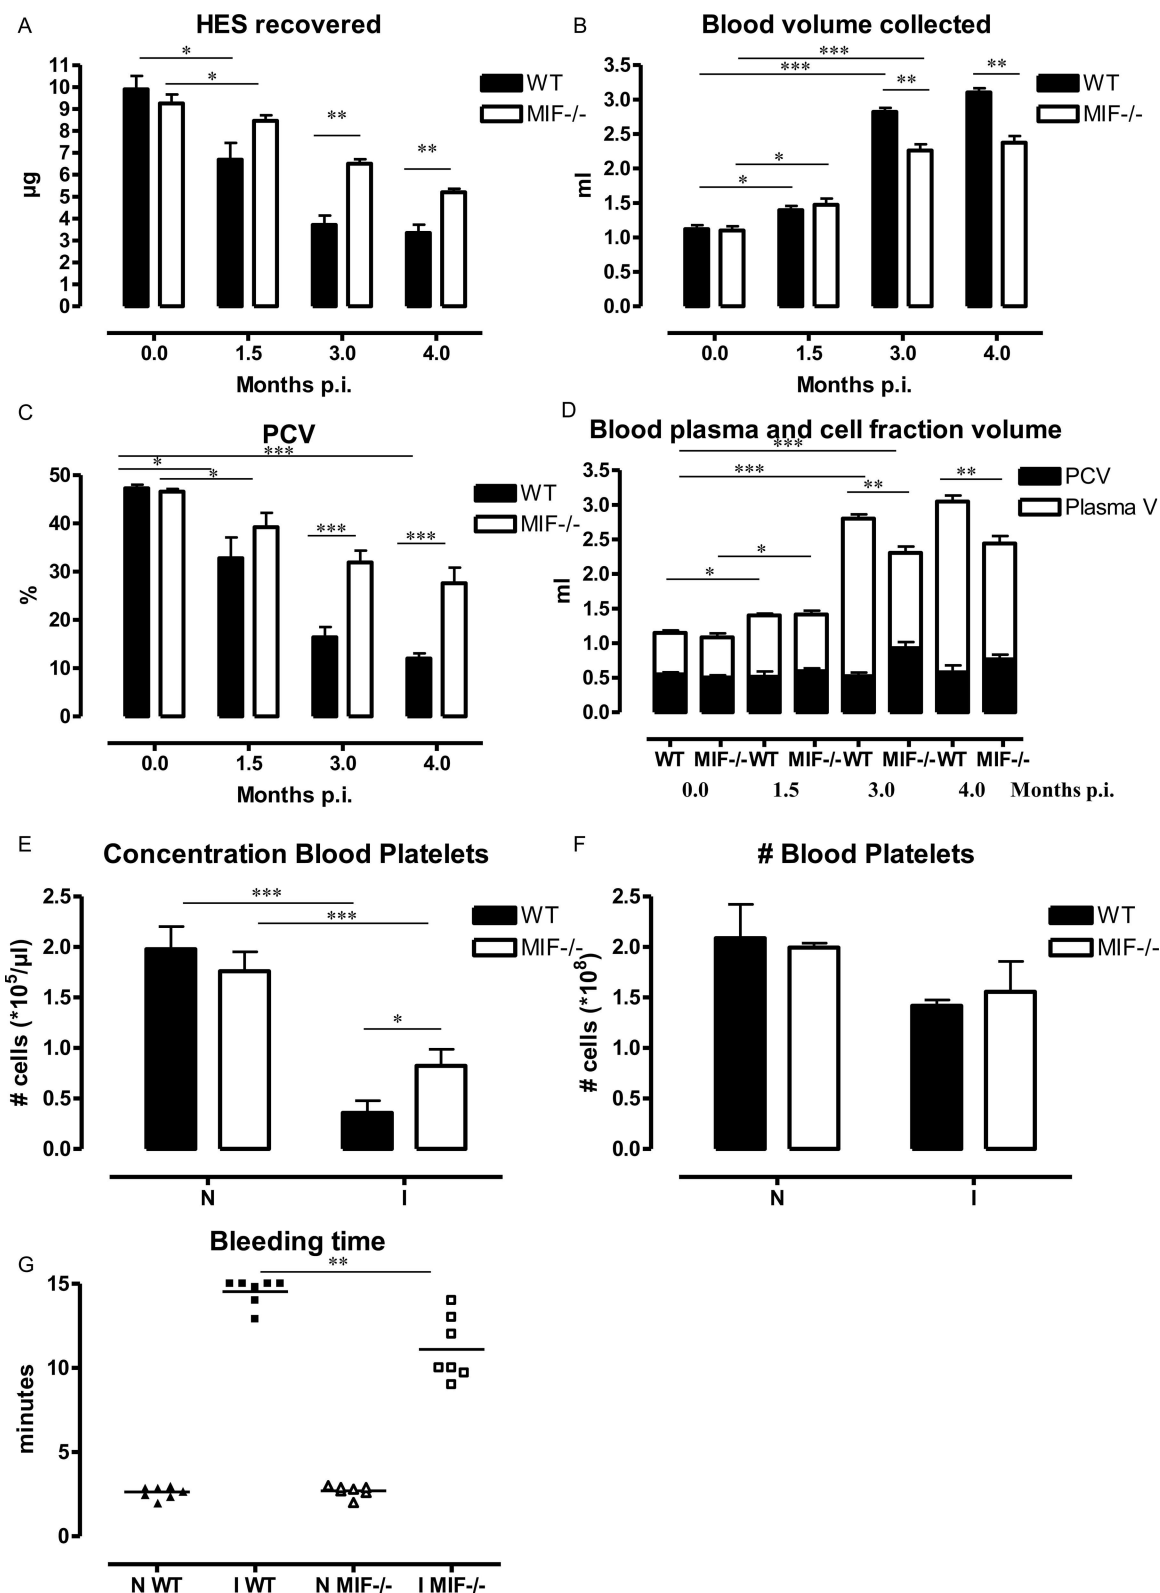 A
HES recovered
*
*
**
**
WT
MIF-/-
11
10
9
8
7
6
5
4
3
2
1
0
µg
0.0 1.5 3.0 4.0
Months p.i.
B
Blood volume collected
***
***
**
**
*
*
WT
MIF-/-
3.5
3.0
2.5
2.0
1.5
1.0
0.5
0.0
ml
0.0 1.5 3.0 4.0
Months p.i.
C
PCV
***
*
*
***
***
WT
MIF-/-
50
40
30
20
10
0
%
0.0 1.5 3.0 4.0
Months p.i.
D
Blood plasma and cell fraction volume
***
***
**
**
*
*
PCV
Plasma V
3.5
3.0
2.5
2.0
1.5
1.0
0.5
0.0
ml
WT MIF-/- WT MIF-/- WT MIF-/- WT MIF-/-
0.0 1.5 3.0 4.0 Months p.i.
E
Concentration Blood Platelets
***
***
*
WT
MIF-/-
2.5
2.0
1.5
1.0
0.5
0.0
# cells (*10⁵/µl)
N I
F
# Blood Platelets
WT
MIF-/-
2.5
2.0
1.5
1.0
0.5
0.0
# cells (*10⁸)
N I
G
Bleeding time
**
15
10
5
0
minutes
N WT I WT N MIF-/- I MIF-/-